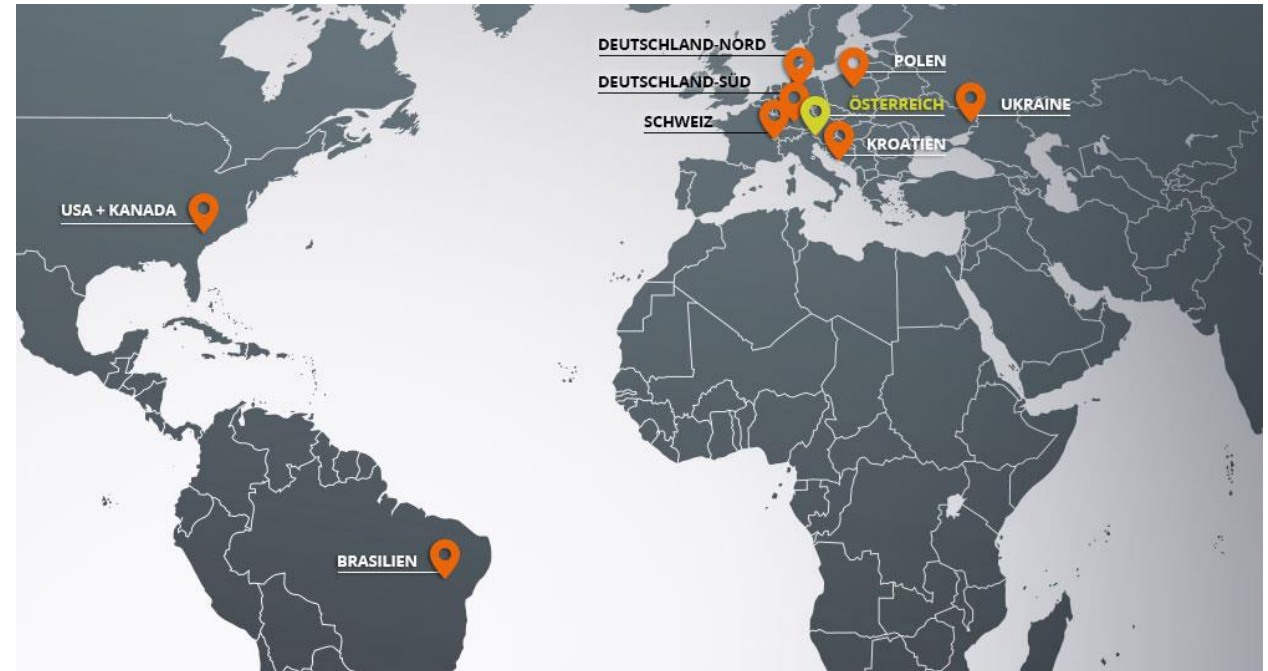 DEUTSCHLAND-NORD
POLEN
DEUTSCHLAND-SÜD
ÖSTERREICH
UKRAINE
SCHWEIZ
KROATIEN
USA + KANADA
BRASILIEN